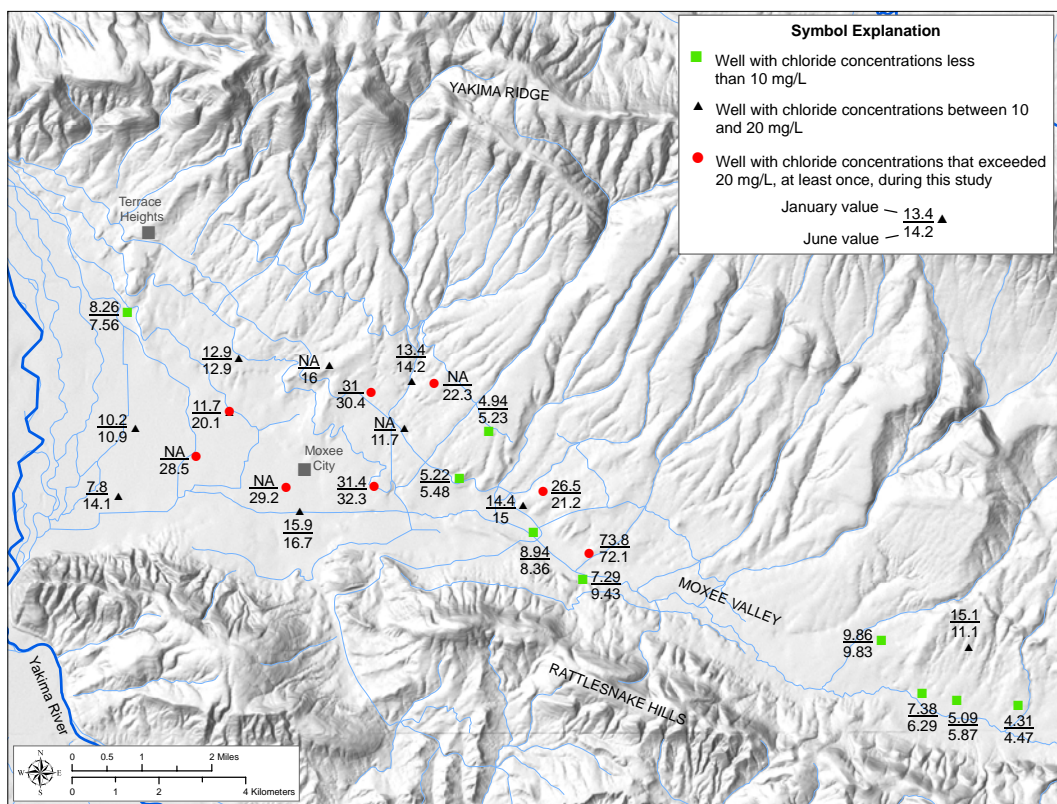 Symbol Explanation
Well with chloride concentrations less
than 10 mg/L
Well with chloride concentrations between 10
and 20 mg/L
Well with chloride concentrations that exceeded
20 mg/L, at least once, during this study
January value
13.4
14.2
June value
YAKIMA RIDGE
Terrace
Heights
8.26
7.56
12.9
12.9
NA
16
13.4
14.2
31
30.4
NA
22.3
11.7
20.1
10.2
10.9
NA
11.7
4.94
5.23
NA
28.5
Moxee
City
7.8
14.1
NA
29.2
31.4
32.3
5.22
5.48
15.9
16.7
14.4
15
26.5
21.2
8.94
8.36
73.8
72.1
7.29
9.43
MOXEE VALLEY
15.1
11.1
9.86
9.83
RATTLESNAKE HILLS
Yakima River
7.38
6.29
5.09
5.87
4.31
4.47
N
W E
S
0 0.5 1 2 Miles
0 1 2 4 Kilometers